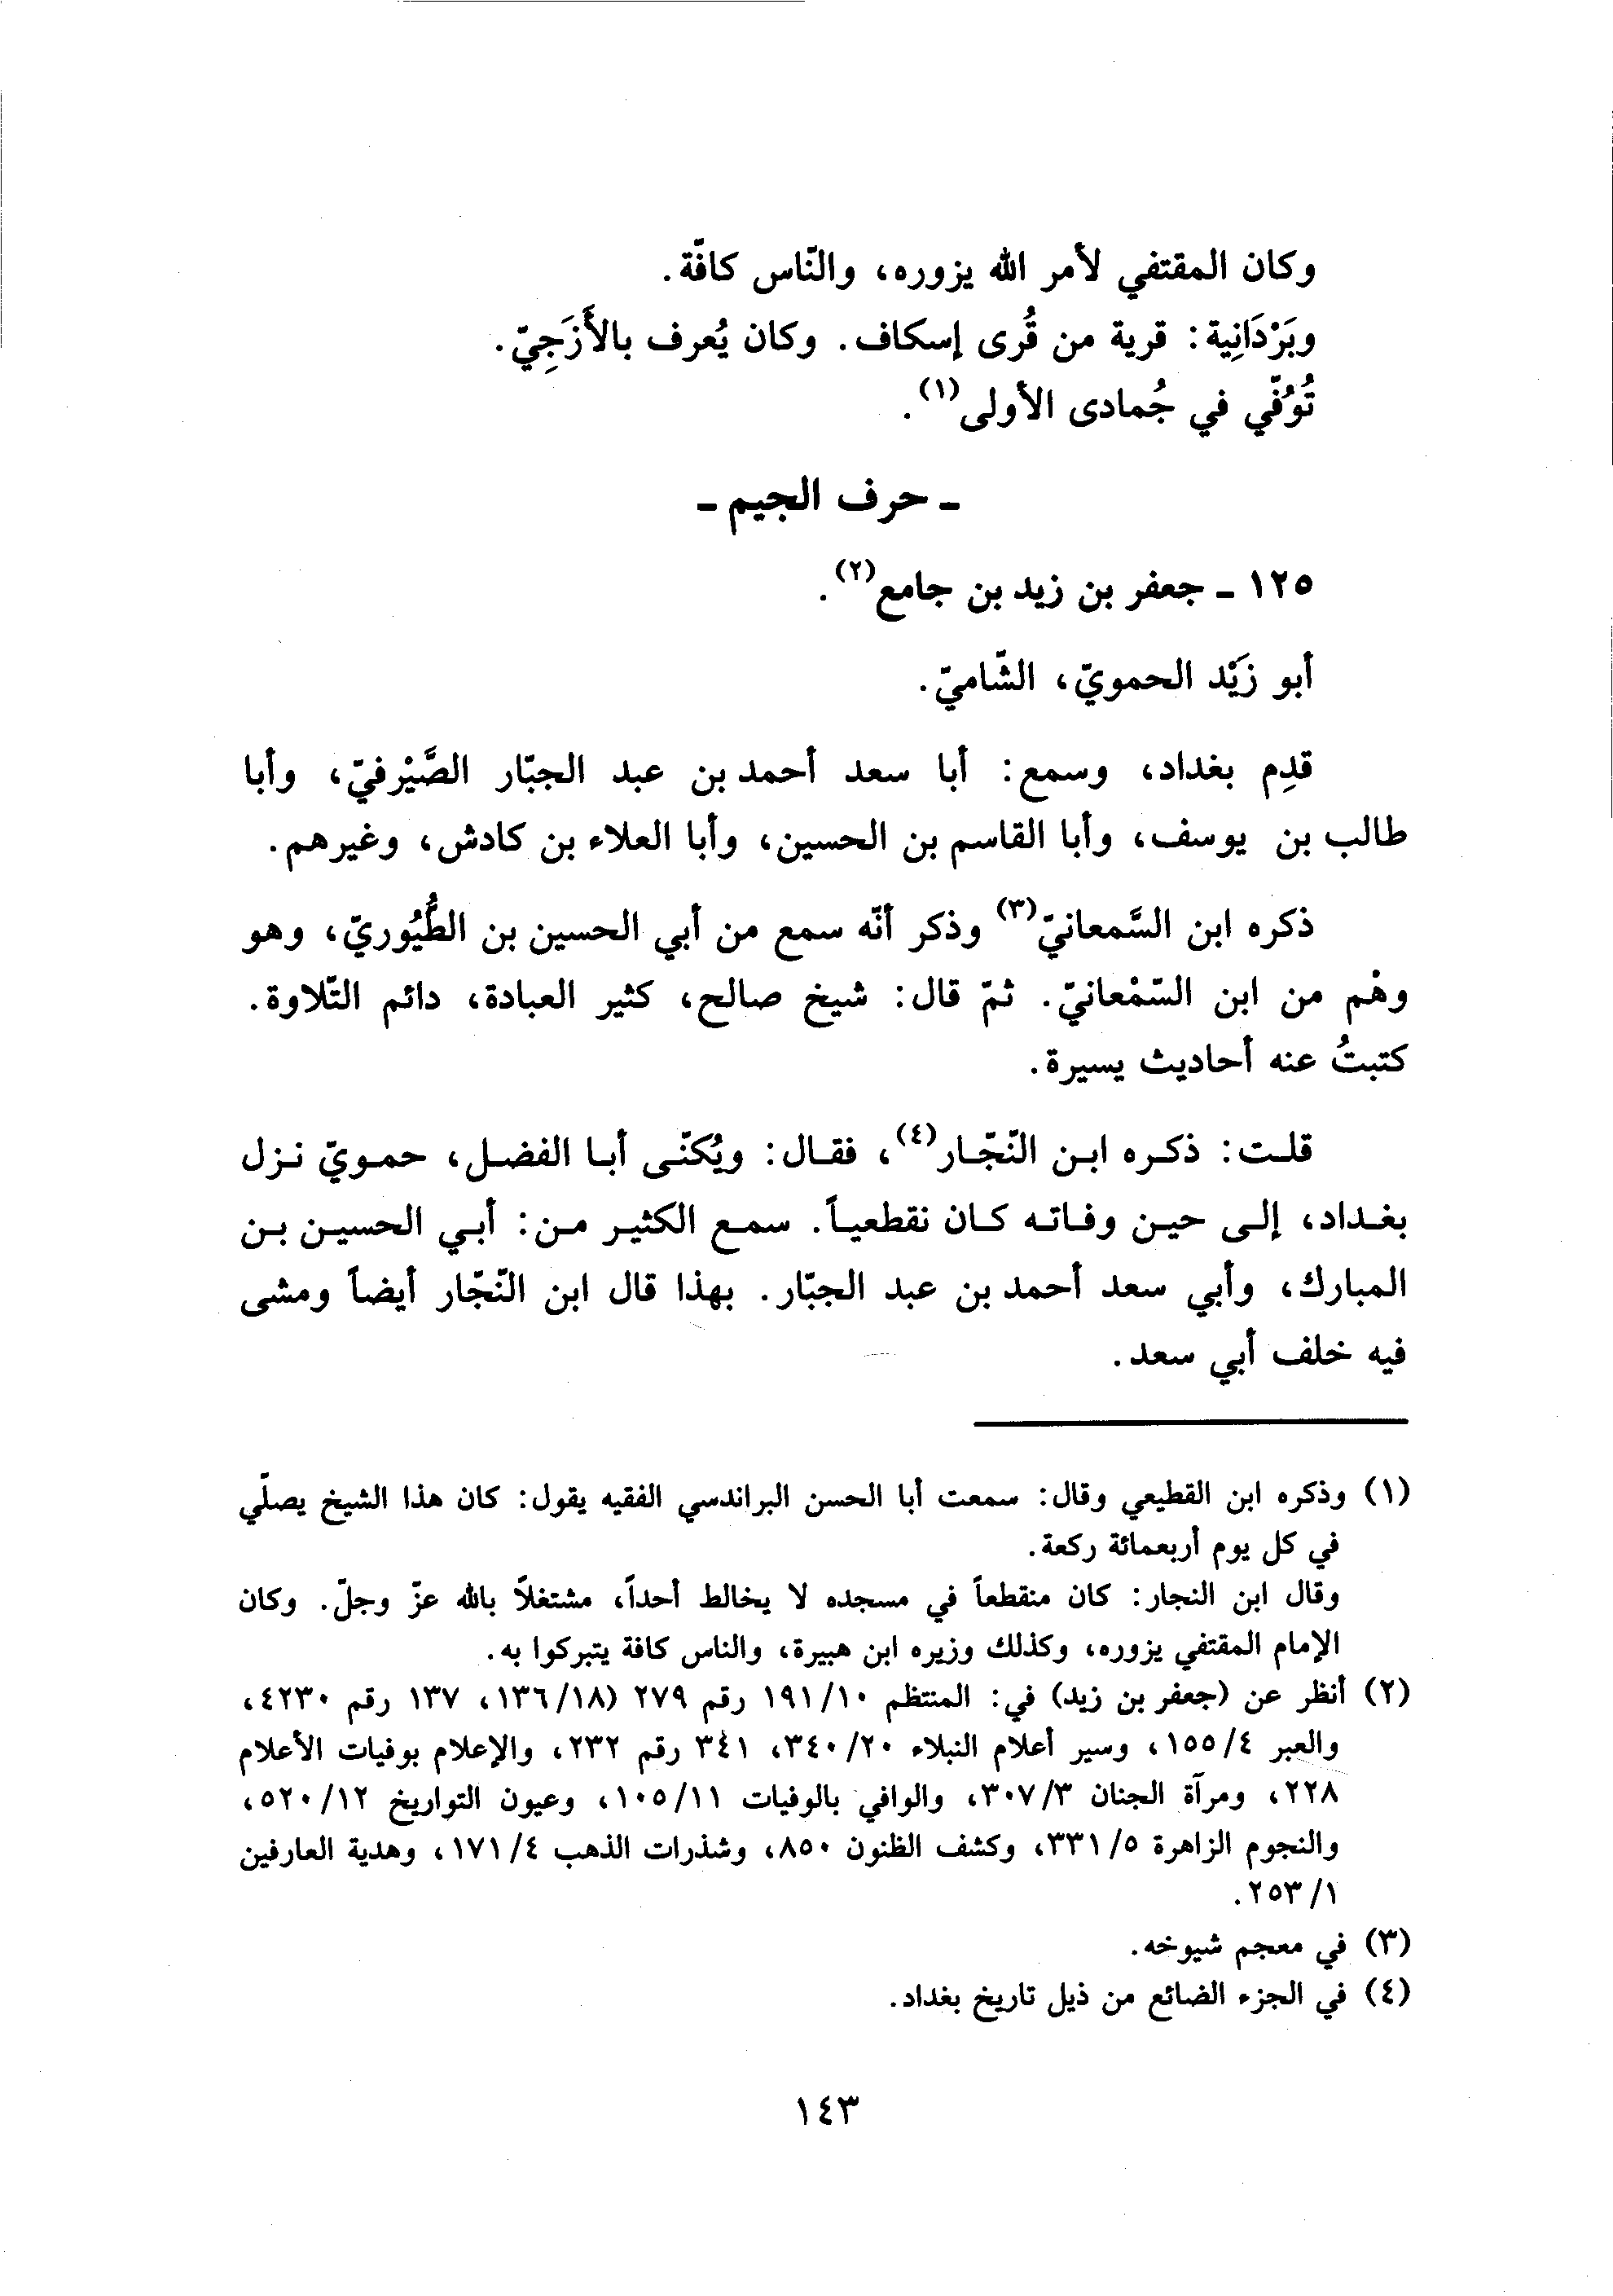 وكان المقتفي لأمر الله يزوره، والنّاس كافّة.
وبَرْدَانِية: قرية من قُرى إسكاف. وكان يُعرف بالأَزَجِيّ.
تُوُفّي في جُمادى الأولى(١).
ـ حرف الجيم ـ
١٢٥ ـ جعفر بن زيد بن جامع(٢).
أبو زَيْد الحمويّ، الشّاميّ.
قدِم بغداد، وسمع: أبا سعد أحمد بن عبد الجبّار الصَّيْرفيّ، وأبا
طالب بن يوسف، وأبا القاسم بن الحسين، وأبا العلاء بن كادش، وغيرهم.
ذكره ابن السَّمعانيّ(٣) وذكر أنّه سمع من أبي الحسين بن الطُّيُوريّ، وهو
وهْم من ابن السّمْعانيّ. ثمّ قال: شيخ صالح، كثير العبادة، دائم التّلاوة.
كتبتُ عنه أحاديث يسيرة.
قلت: ذكره ابن النّجّار(٤)، فقال: ويُكنّى أبا الفضل، حمويّ نزل
بغداد، إلى حين وفاته كان نقطعياً. سمع الكثير من: أبي الحسين بن
المبارك، وأبي سعد أحمد بن عبد الجبّار. بهذا قال ابن النّجّار أيضاً ومشى
فيه خلف أبي سعد.
(١) وذكره ابن القطيعي وقال: سمعت أبا الحسن البراندسي الفقيه يقول: كان هذا الشيخ يصلّي
في كل يوم أربعمائة ركعة.
وقال ابن النجار: كان منقطعاً في مسجده لا يخالط أحداً، مشتغلاً بالله عزّ وجلّ. وكان
الإمام المقتفي يزوره، وكذلك وزيره ابن هبيرة، والناس كافة يتبركوا به.
(٢) أنظر عن (جعفر بن زيد) في: المنتظم ١٩١/١٠ رقم ٢٧٩ (١٣٦/١٨، ١٣٧ رقم ٤٢٣٠،
والعبر ١٥٥/٤، وسير أعلام النبلاء ٣٤٠/٢٠، ٣٤١ رقم ٢٣٢، والإعلام بوفيات الأعلام
٢٢٨، ومرآة الجنان ٣٠٧/٣، والوافي بالوفيات ١٠٥/١١، وعيون التواريخ ٥٢٠/١٢،
والنجوم الزاهرة ٣٣١/٥، وكشف الظنون ٨٥٠، وشذرات الذهب ١٧١/٤، وهدية العارفين
٢٥٣/١.
(٣) في معجم شيوخه.
(٤) في الجزء الضائع من ذيل تاريخ بغداد.
١٤٣